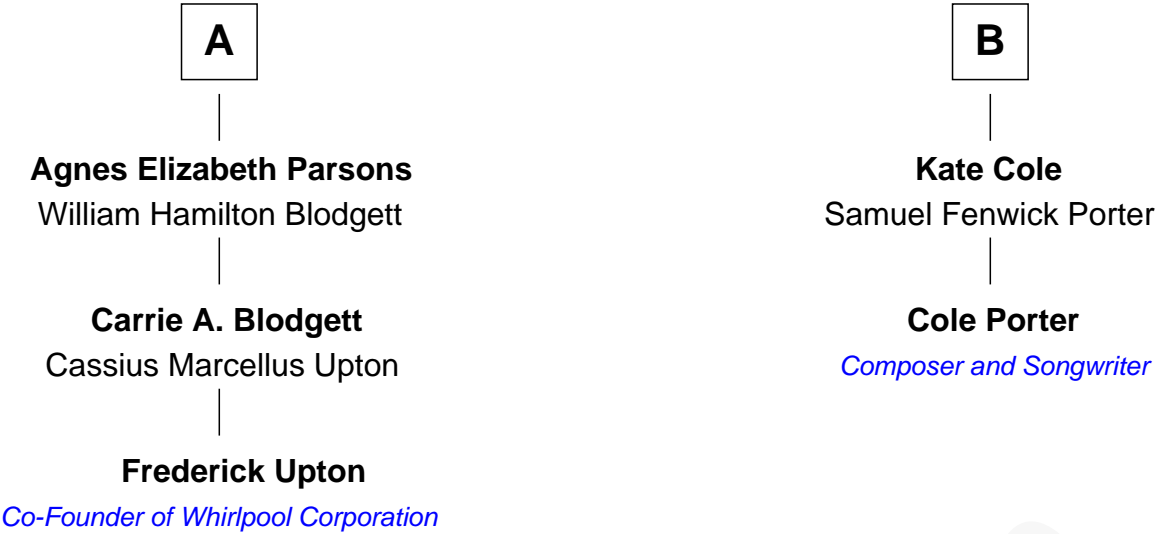 A
Agnes Elizabeth Parsons
William Hamilton Blodgett
Carrie A. Blodgett
Cassius Marcellus Upton
Frederick Upton
Co-Founder of Whirlpool Corporation
B
Kate Cole
Samuel Fenwick Porter
Cole Porter
Composer and Songwriter